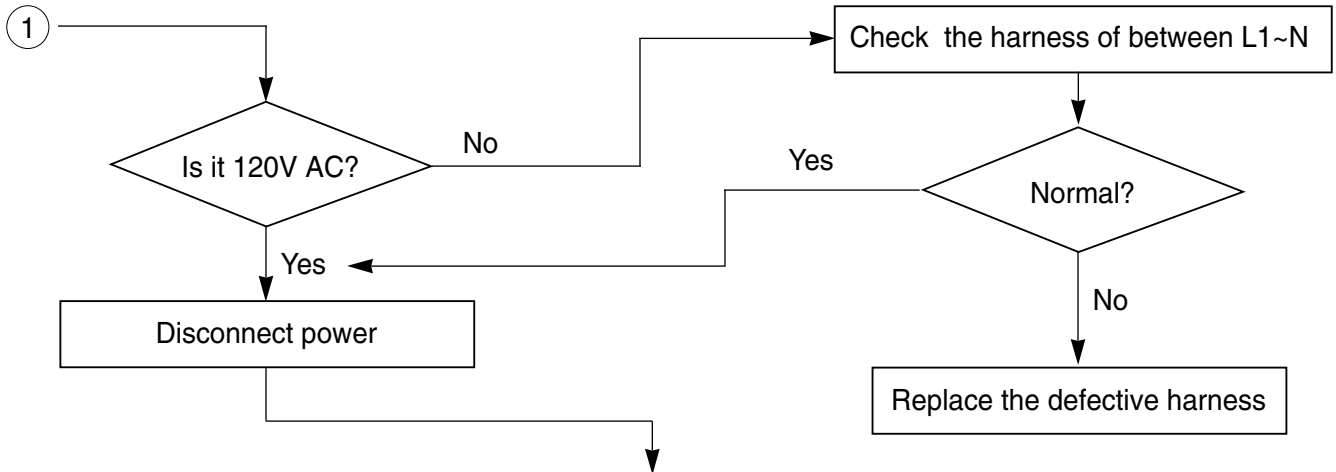 1
Check the harness of between L1~N
No
Is it 120V AC?
Yes
Normal?
Yes
No
Disconnect power
Replace the defective harness